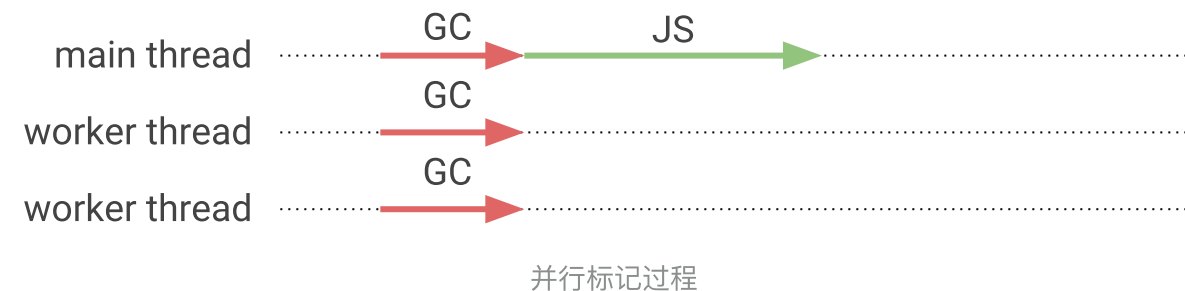 GC
JS
main thread
GC
worker thread
GC
worker thread
并行标记过程